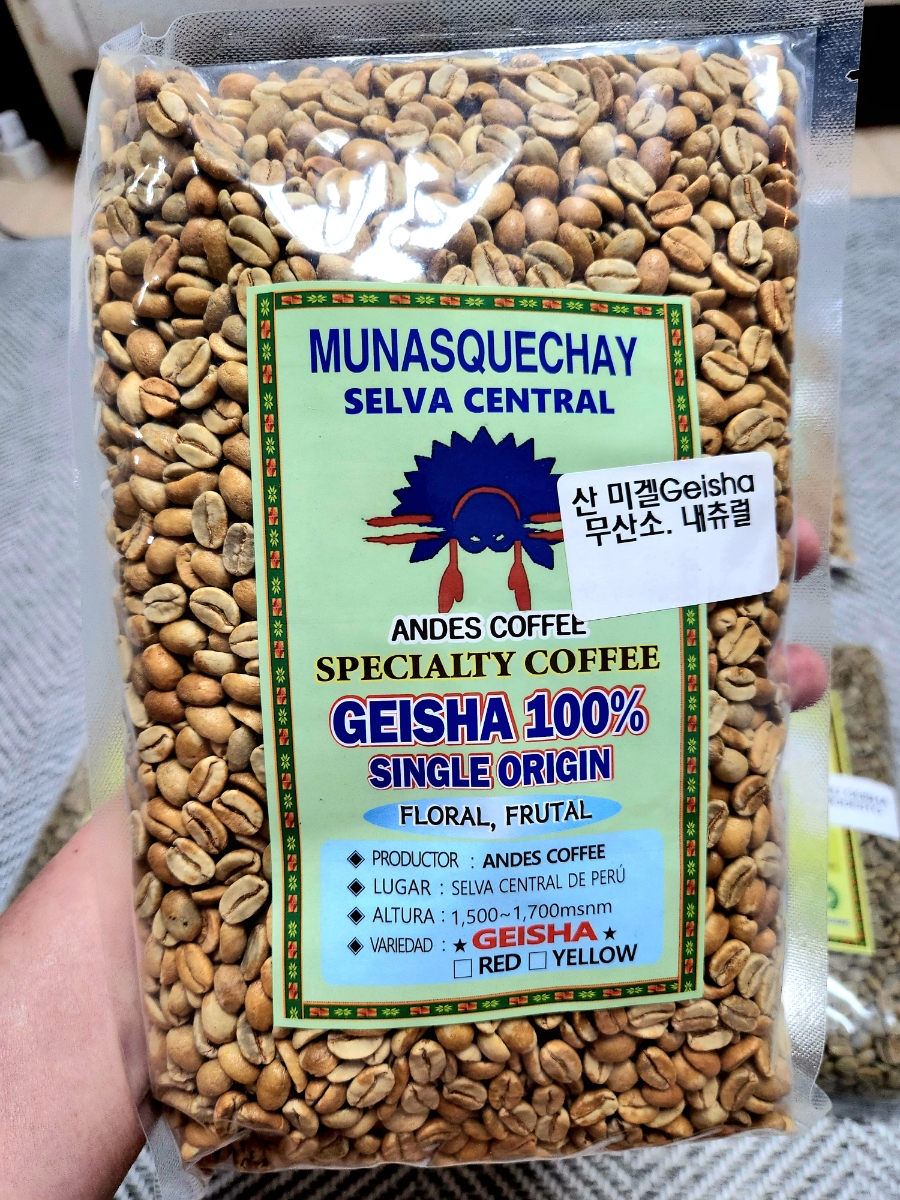 MUNASQUECHAY
SELVA CENTRAL
산 미겔Geisha
무산소. 내츄럴
ANDES COFFEE
SPECIALTY COFFEE
GEISHA 100%
SINGLE ORIGIN
FLORAL, FRUTAL
◈ PRODUCTOR : ANDES COFFEE
◈ LUGAR : SELVA CENTRAL DE PERÚ
◈ ALTURA : 1,500~1,700msnm
◈ VARIEDAD : ★ GEISHA ★
□ RED □ YELLOW